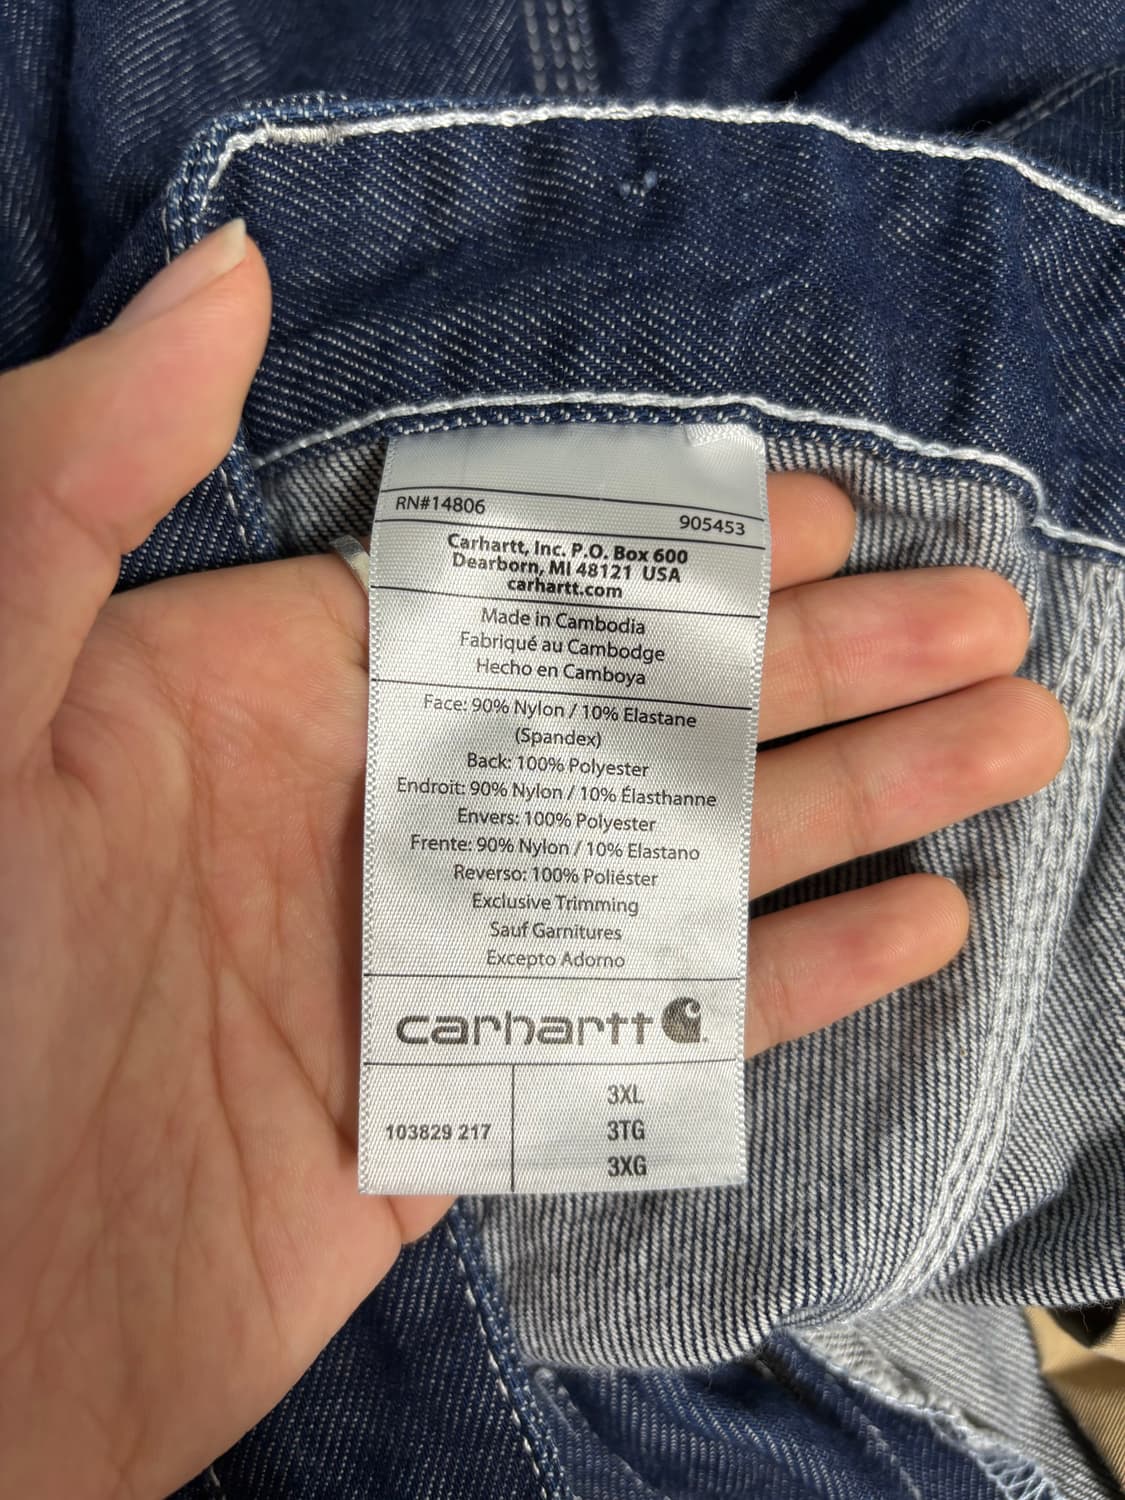 RN#14806 905453
Carhartt, Inc. P.O. Box 600
Dearborn, MI 48121 USA
carhartt.com
Made in Cambodia
Fabriqué au Cambodge
Hecho en Camboya
Face: 90% Nylon / 10% Elastane
(Spandex)
Back: 100% Polyester
Endroit: 90% Nylon / 10% Élasthanne
Envers: 100% Polyester
Frente: 90% Nylon / 10% Elastano
Reverso: 100% Poliéster
Exclusive Trimming
Sauf Garnitures
Excepto Adorno
carhartt
103829 217
3XL
3TG
3XG